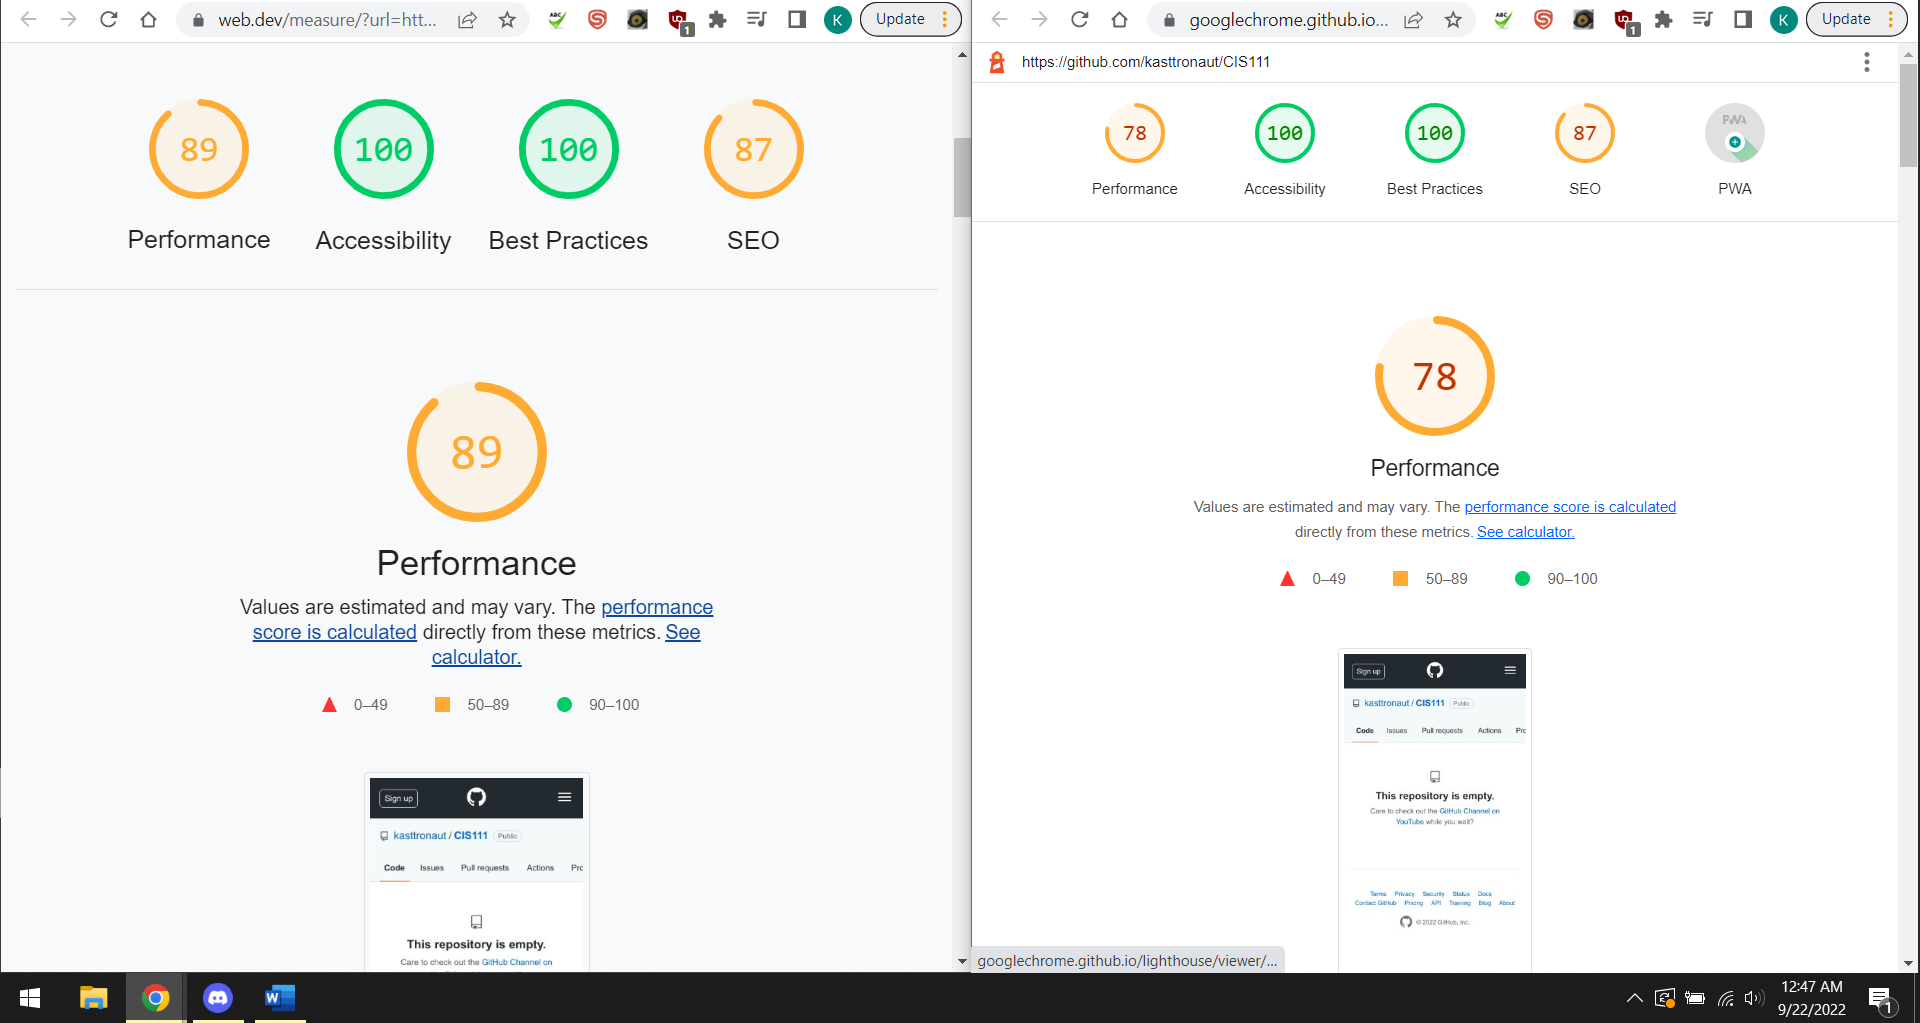 web.dev/measure/?url=htt...
ABC
1
K
Update
89
100
100
87
Performance
Accessibility
Best Practices
SEO
89
Performance
Values are estimated and may vary. The performance
score is calculated directly from these metrics. See
calculator.
0–49
50–89
90–100
Sign up
kasttronaut / CIS111 Public
Code Issues Pull requests Actions Pro
This repository is empty.
Care to check out the GitHub Channel on
googlechrome.github.io...
ABC
1
K
Update
https://github.com/kasttronaut/CIS111
78
100
100
87
PWA
Performance
Accessibility
Best Practices
SEO
PWA
78
Performance
Values are estimated and may vary. The performance score is calculated
directly from these metrics. See calculator.
0–49
50–89
90–100
Sign up
kasttronaut / CIS111 Public
Code Issues Pull requests Actions Pro
This repository is empty.
Care to check out the GitHub Channel on
YouTube while you wait?
Terms Privacy Security Status Docs
Contact GitHub Pricing API Training Blog About
© 2022 GitHub, Inc.
googlechrome.github.io/lighthouse/viewer/...
W
12:47 AM
9/22/2022
1